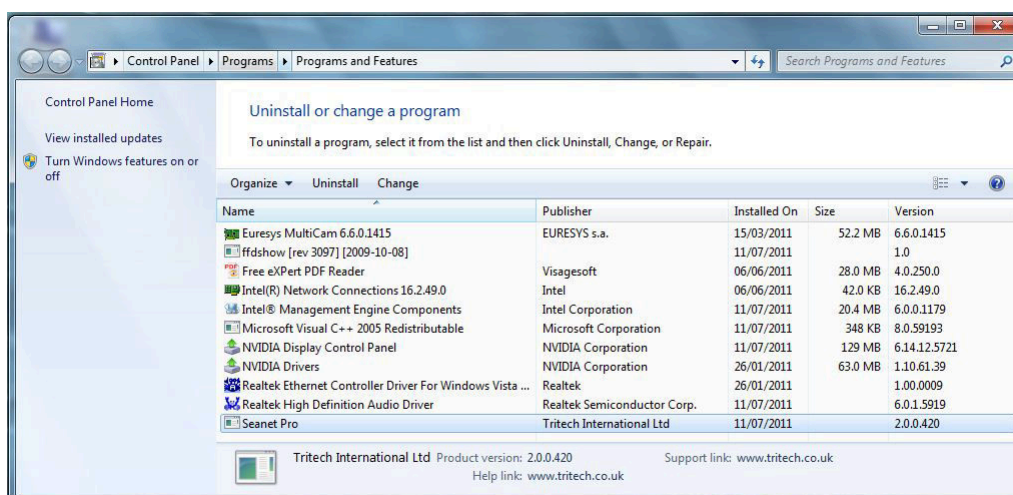 Control Panel ▸ Programs ▸ Programs and Features
Search Programs and Features
Control Panel Home
View installed updates
Turn Windows features on or
off
Uninstall or change a program
To uninstall a program, select it from the list and then click Uninstall, Change, or Repair.
Organize Uninstall Change
Name Publisher Installed On Size Version
Euresys MultiCam 6.6.0.1415 EURESYS s.a. 15/03/2011 52.2 MB 6.6.0.1415
ffdshow [rev 3097] [2009-10-08] 11/07/2011 1.0
Free eXPert PDF Reader Visagesoft 06/06/2011 28.0 MB 4.0.250.0
Intel(R) Network Connections 16.2.49.0 Intel 06/06/2011 42.0 KB 16.2.49.0
Intel® Management Engine Components Intel Corporation 11/07/2011 20.4 MB 6.0.0.1179
Microsoft Visual C++ 2005 Redistributable Microsoft Corporation 11/07/2011 348 KB 8.0.59193
NVIDIA Display Control Panel NVIDIA Corporation 11/07/2011 129 MB 6.14.12.5721
NVIDIA Drivers NVIDIA Corporation 26/01/2011 63.0 MB 1.10.61.39
Realtek Ethernet Controller Driver For Windows Vista ... Realtek 26/01/2011 1.00.0009
Realtek High Definition Audio Driver Realtek Semiconductor Corp. 11/07/2011 6.0.1.5919
Seanet Pro Tritech International Ltd 11/07/2011 2.0.0.420
Tritech International Ltd Product version: 2.0.0.420 Support link: www.tritech.co.uk
Help link: www.tritech.co.uk